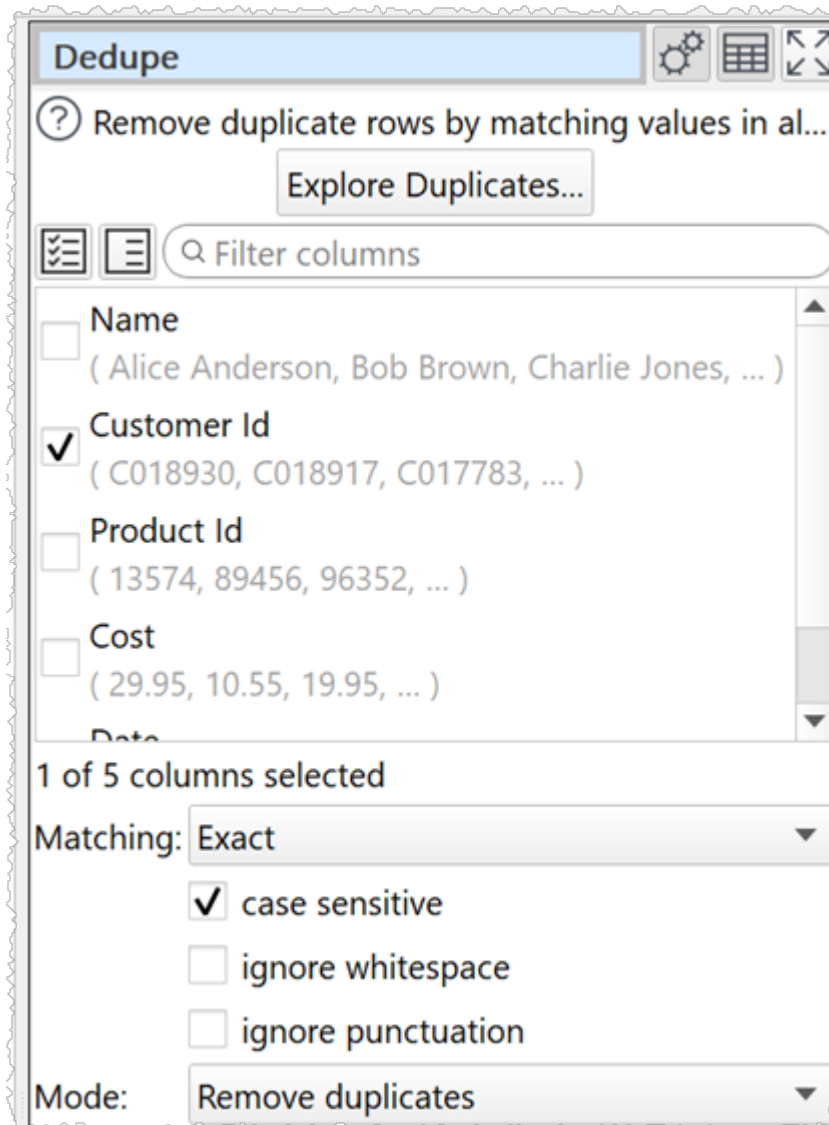 Dedupe
Remove duplicate rows by matching values in al...
Explore Duplicates...
Filter columns
Name
( Alice Anderson, Bob Brown, Charlie Jones, ... )
Customer Id
( C018930, C018917, C017783, ... )
Product Id
( 13574, 89456, 96352, ... )
Cost
( 29.95, 10.55, 19.95, ... )
Date
1 of 5 columns selected
Matching: Exact
case sensitive
ignore whitespace
ignore punctuation
Mode: Remove duplicates